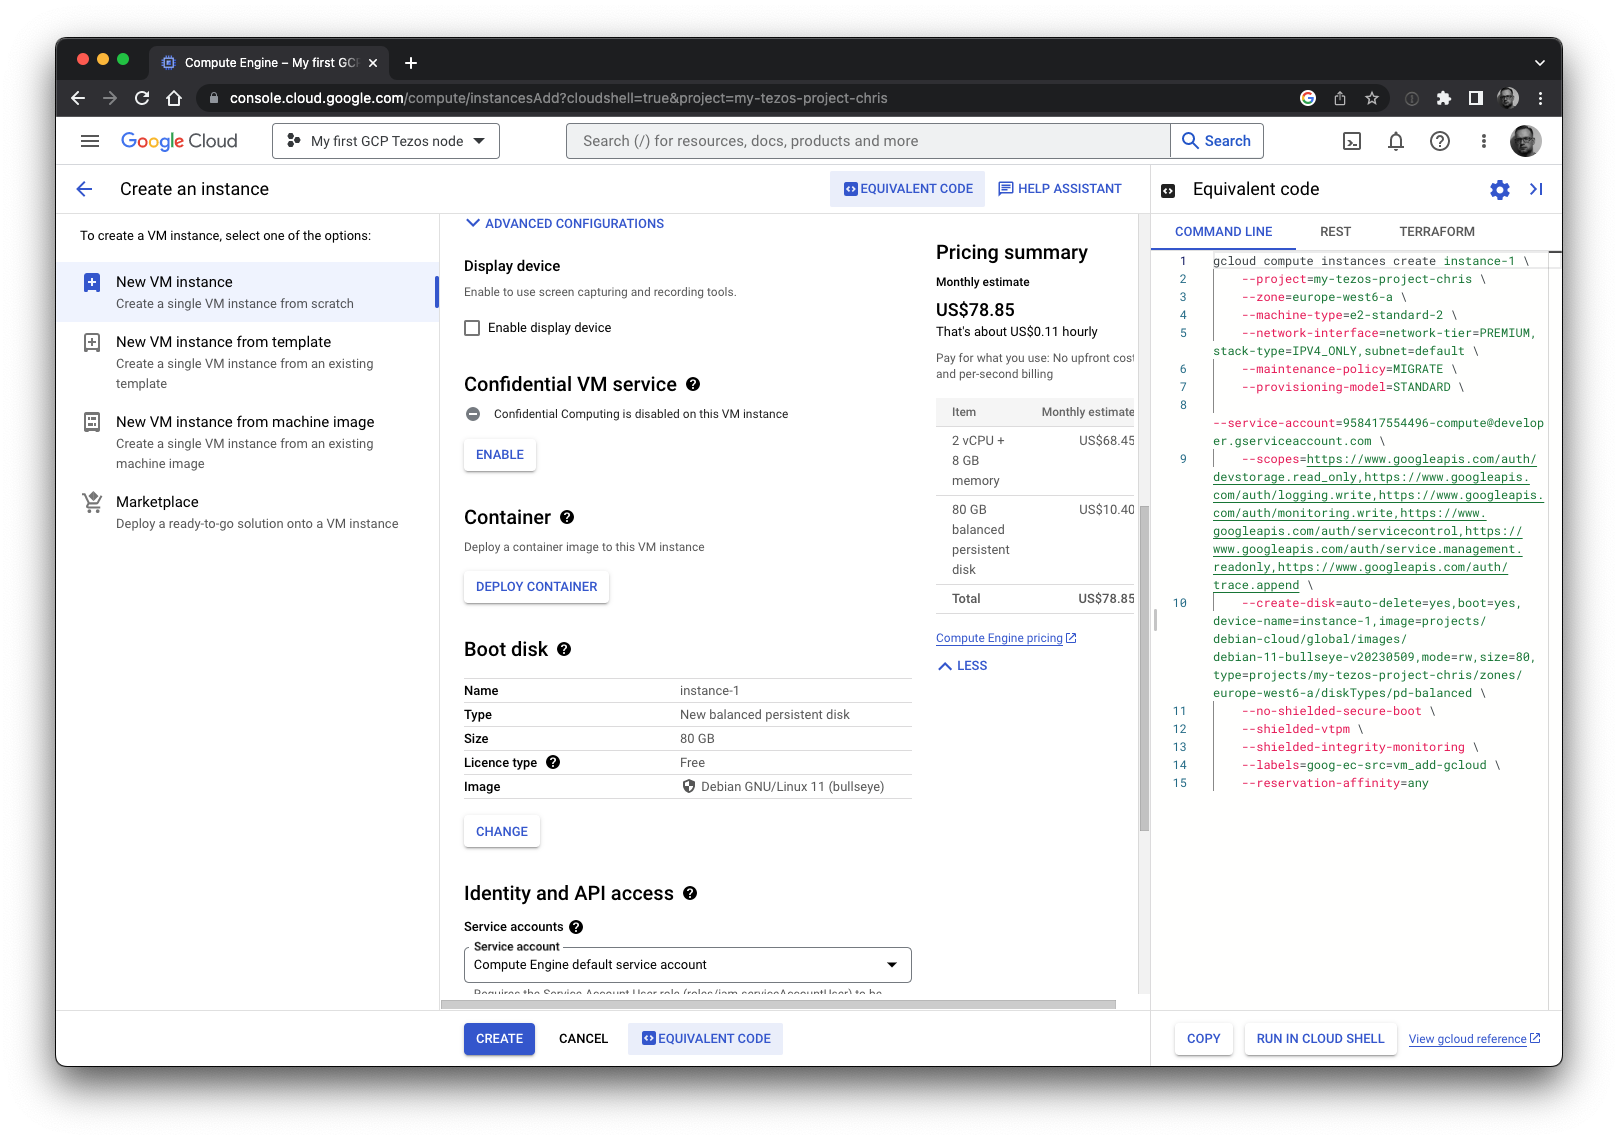 Compute Engine – My first GC
console.cloud.google.com/compute/instancesAdd?cloudshell=true&project=my-tezos-project-chris
Google Cloud
My first GCP Tezos node
Search (/) for resources, docs, products and more
Search
Create an instance
EQUIVALENT CODE
HELP ASSISTANT
To create a VM instance, select one of the options:
New VM instance
Create a single VM instance from scratch
New VM instance from template
Create a single VM instance from an existing
template
New VM instance from machine image
Create a single VM instance from an existing
machine image
Marketplace
Deploy a ready-to-go solution onto a VM instance
ADVANCED CONFIGURATIONS
Display device
Enable to use screen capturing and recording tools.
Enable display device
Confidential VM service
Confidential Computing is disabled on this VM instance
ENABLE
Container
Deploy a container image to this VM instance
DEPLOY CONTAINER
Boot disk
Name instance-1
Type New balanced persistent disk
Size 80 GB
Licence type Free
Image Debian GNU/Linux 11 (bullseye)
CHANGE
Identity and API access
Service accounts
Service account
Compute Engine default service account
Requires the Service Account User role (roles/iam.serviceAccountUser) to be
CREATE
CANCEL
EQUIVALENT CODE
Pricing summary
Monthly estimate
US$78.85
That's about US$0.11 hourly
Pay for what you use: No upfront cost
and per-second billing
Item Monthly estimate
2 vCPU + US$68.45
8 GB
memory
80 GB US$10.40
balanced
persistent
disk
Total US$78.85
Compute Engine pricing
LESS
Equivalent code
COMMAND LINE
REST
TERRAFORM
1 gcloud compute instances create instance-1 \
2 --project=my-tezos-project-chris \
3 --zone=europe-west6-a \
4 --machine-type=e2-standard-2 \
5 --network-interface=network-tier=PREMIUM,
stack-type=IPV4_ONLY,subnet=default \
6 --maintenance-policy=MIGRATE \
7 --provisioning-model=STANDARD \
8
--service-account=958417554496-compute@develop
er.gserviceaccount.com \
9 --scopes=https://www.googleapis.com/auth/
devstorage.read_only,https://www.googleapis.
com/auth/logging.write,https://www.googleapis.
com/auth/monitoring.write,https://www.
googleapis.com/auth/servicecontrol,https://
www.googleapis.com/auth/service.management.
readonly,https://www.googleapis.com/auth/
trace.append \
10 --create-disk=auto-delete=yes,boot=yes,
device-name=instance-1,image=projects/
debian-cloud/global/images/
debian-11-bullseye-v20230509,mode=rw,size=80,
type=projects/my-tezos-project-chris/zones/
europe-west6-a/diskTypes/pd-balanced \
11 --no-shielded-secure-boot \
12 --shielded-vtpm \
13 --shielded-integrity-monitoring \
14 --labels=goog-ec-src=vm_add-gcloud \
15 --reservation-affinity=any
COPY
RUN IN CLOUD SHELL
View gcloud reference